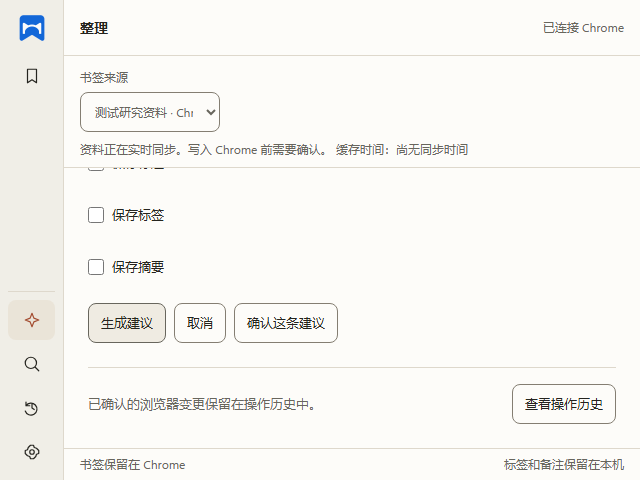 整理
已连接 Chrome
书签来源
测试研究资料 · Chr
资料正在实时同步。写入 Chrome 前需要确认。 缓存时间：尚无同步时间
保存标签
保存摘要
生成建议
取消
确认这条建议
已确认的浏览器变更保留在操作历史中。
查看操作历史
书签保留在 Chrome
标签和备注保留在本机